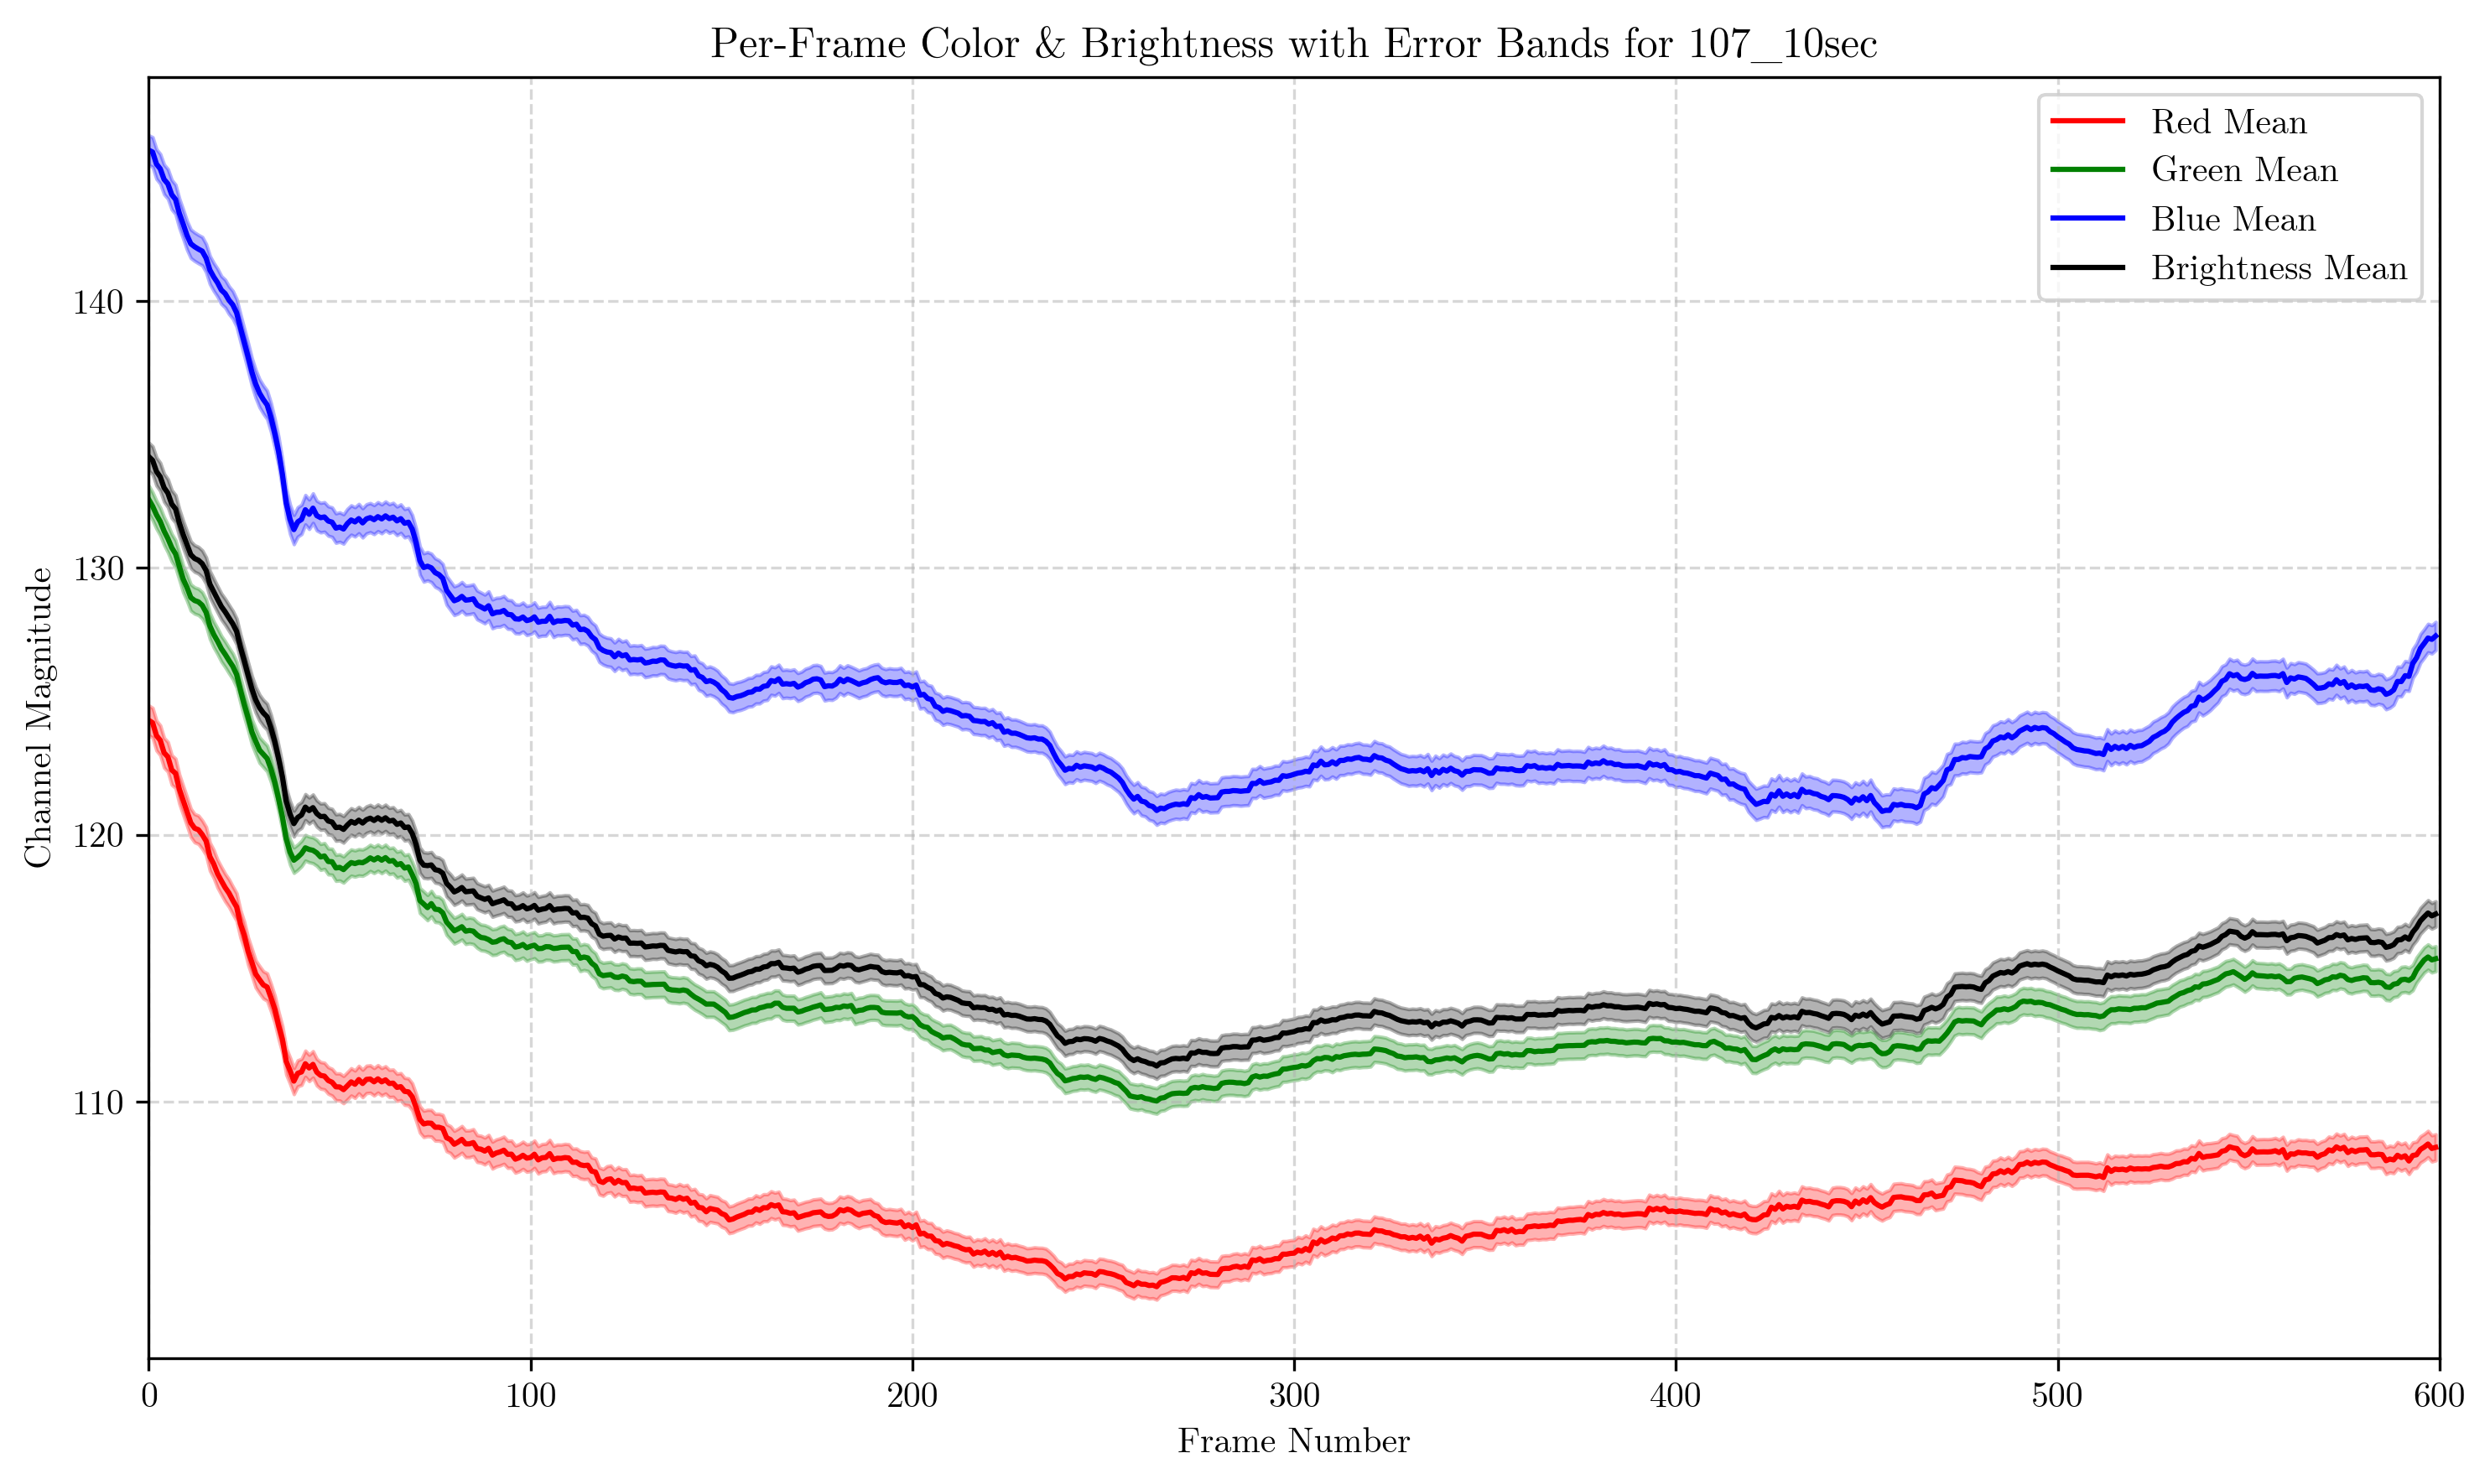 Per-Frame Color & Brightness with Error Bands for 107_10sec
Red Mean
Green Mean
Blue Mean
Brightness Mean
Channel Magnitude
140
130
120
110
0 100 200 300 400 500 600
Frame Number